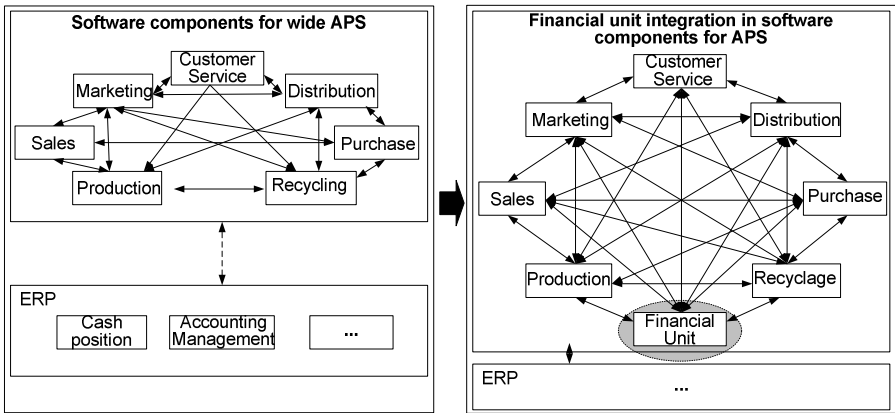 Software components for wide APS
Customer
Service
Marketing
Distribution
Sales
Purchase
Production
Recycling
ERP
Cash
position
Accounting
Management
...
Financial unit integration in software
components for APS
Customer
Service
Marketing
Distribution
Sales
Purchase
Production
Recyclage
Financial
Unit
ERP
...